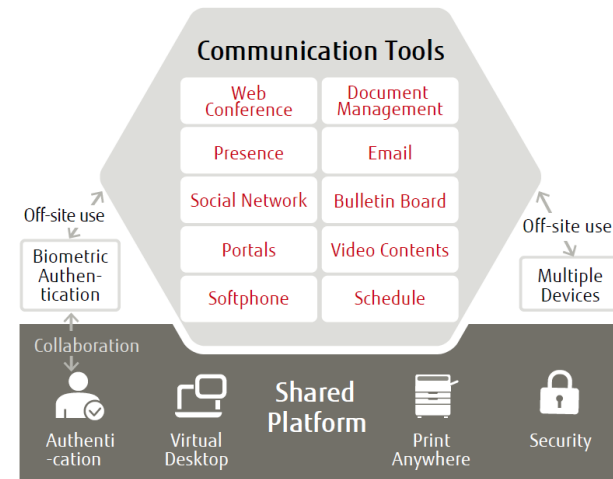 Communication Tools
Web
Conference
Document
Management
Presence
Email
Social Network
Bulletin Board
Portals
Video Contents
Softphone
Schedule
Off-site use
Biometric
Authen-
tication
Off-site use
Multiple
Devices
Collaboration
Shared
Platform
Authenti
-cation
Virtual
Desktop
Print
Anywhere
Security